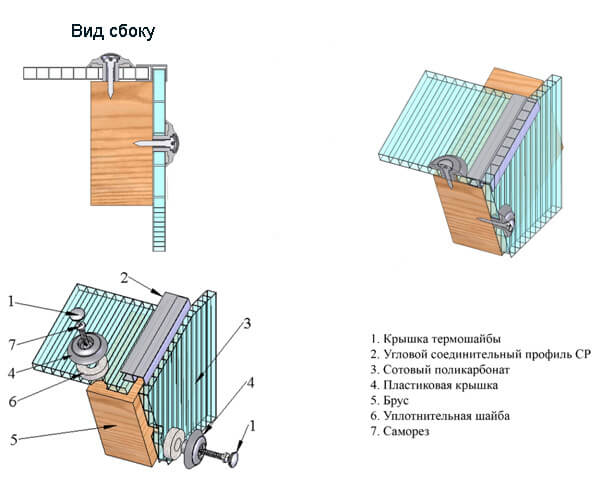 Вид сбоку
2
1
7
3
4
4
6
1
5
1. Крышка термошайбы
2. Угловой соединительный профиль СР
3. Сотовый поликарбонат
4. Пластиковая крышка
5. Брус
6. Уплотнительная шайба
7. Саморез